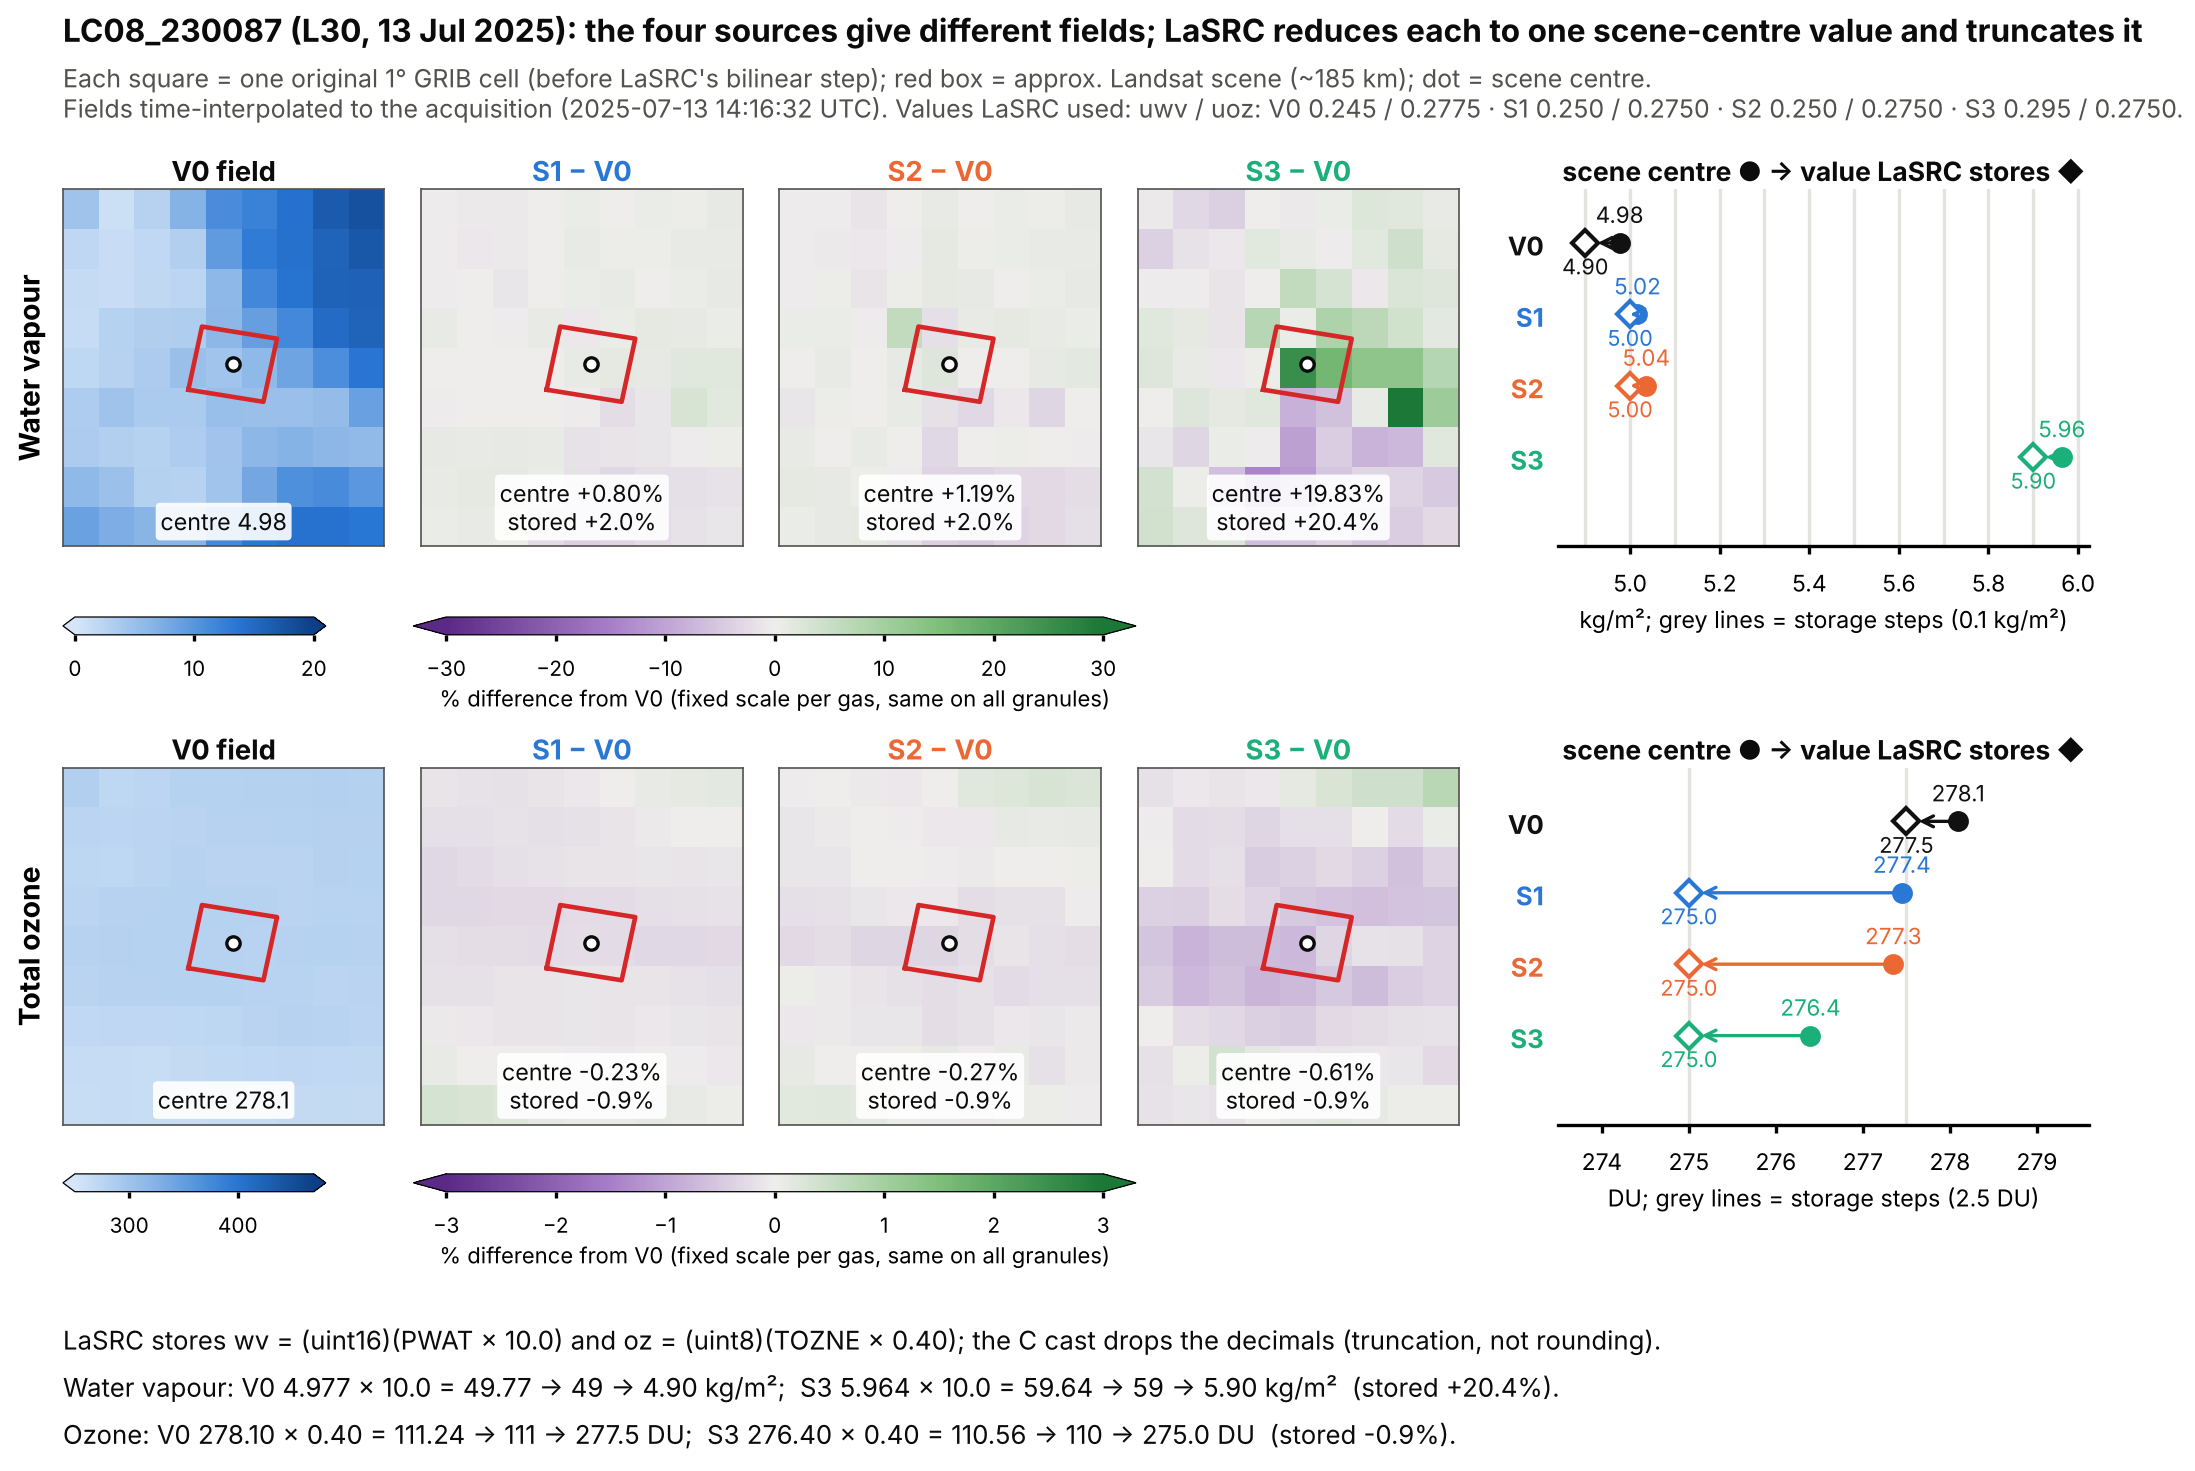 LC08_230087 (L30, 13 Jul 2025): the four sources give different fields; LaSRC reduces each to one scene-centre value and truncates it
Each square = one original 1° GRIB cell (before LaSRC's bilinear step); red box = approx. Landsat scene (~185 km); dot = scene centre.
Fields time-interpolated to the acquisition (2025-07-13 14:16:32 UTC). Values LaSRC used: uwv / uoz: V0 0.245 / 0.2775 · S1 0.250 / 0.2750 · S2 0.250 / 0.2750 · S3 0.295 / 0.2750.
V0 field
S1 − V0
S2 − V0
S3 − V0
scene centre ● → value LaSRC stores ◆
Water vapour
centre 4.98
centre +0.80%
stored +2.0%
centre +1.19%
stored +2.0%
centre +19.83%
stored +20.4%
V0
4.98
4.90
S1
5.02
5.00
S2
5.04
5.00
S3
5.96
5.90
5.0 5.2 5.4 5.6 5.8 6.0
kg/m²; grey lines = storage steps (0.1 kg/m²)
0 10 20
−30 −20 −10 0 10 20 30
% difference from V0 (fixed scale per gas, same on all granules)
V0 field
S1 − V0
S2 − V0
S3 − V0
scene centre ● → value LaSRC stores ◆
Total ozone
centre 278.1
centre -0.23%
stored -0.9%
centre -0.27%
stored -0.9%
centre -0.61%
stored -0.9%
V0
278.1
277.5
S1
277.4
275.0
S2
277.3
275.0
S3
276.4
275.0
274 275 276 277 278 279
DU; grey lines = storage steps (2.5 DU)
300 400
−3 −2 −1 0 1 2 3
% difference from V0 (fixed scale per gas, same on all granules)
LaSRC stores wv = (uint16)(PWAT × 10.0) and oz = (uint8)(TOZNE × 0.40); the C cast drops the decimals (truncation, not rounding).
Water vapour: V0 4.977 × 10.0 = 49.77 → 49 → 4.90 kg/m²; S3 5.964 × 10.0 = 59.64 → 59 → 5.90 kg/m² (stored +20.4%).
Ozone: V0 278.10 × 0.40 = 111.24 → 111 → 277.5 DU; S3 276.40 × 0.40 = 110.56 → 110 → 275.0 DU (stored -0.9%).